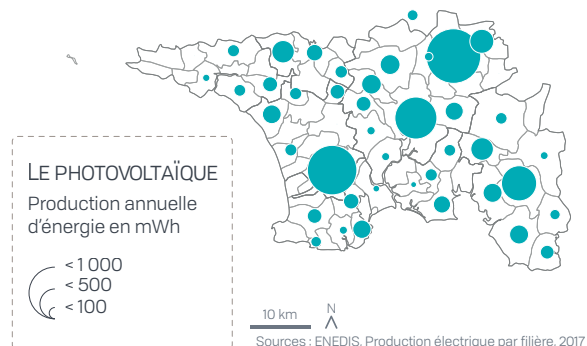 LE PHOTOVOLTAÏQUE
Production annuelle
d'énergie en mWh
< 1 000
< 500
< 100
10 km
N
Sources : ENEDIS, Production électrique par filière, 2017